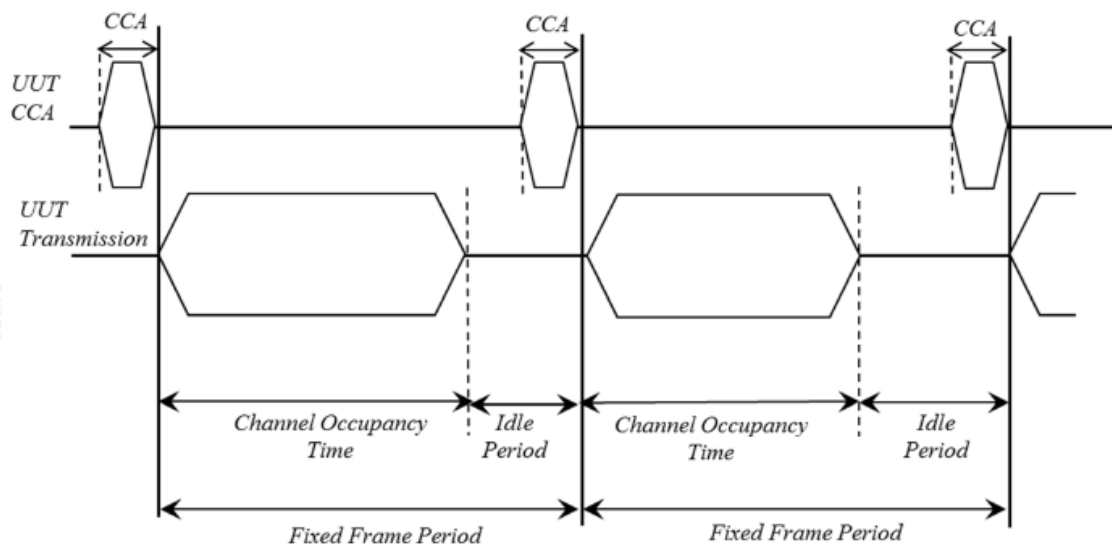 CCA
CCA
CCA
UUT
CCA
UUT
Transmission
Channel Occupancy
Time
Idle
Period
Channel Occupancy
Time
Idle
Period
Fixed Frame Period
Fixed Frame Period